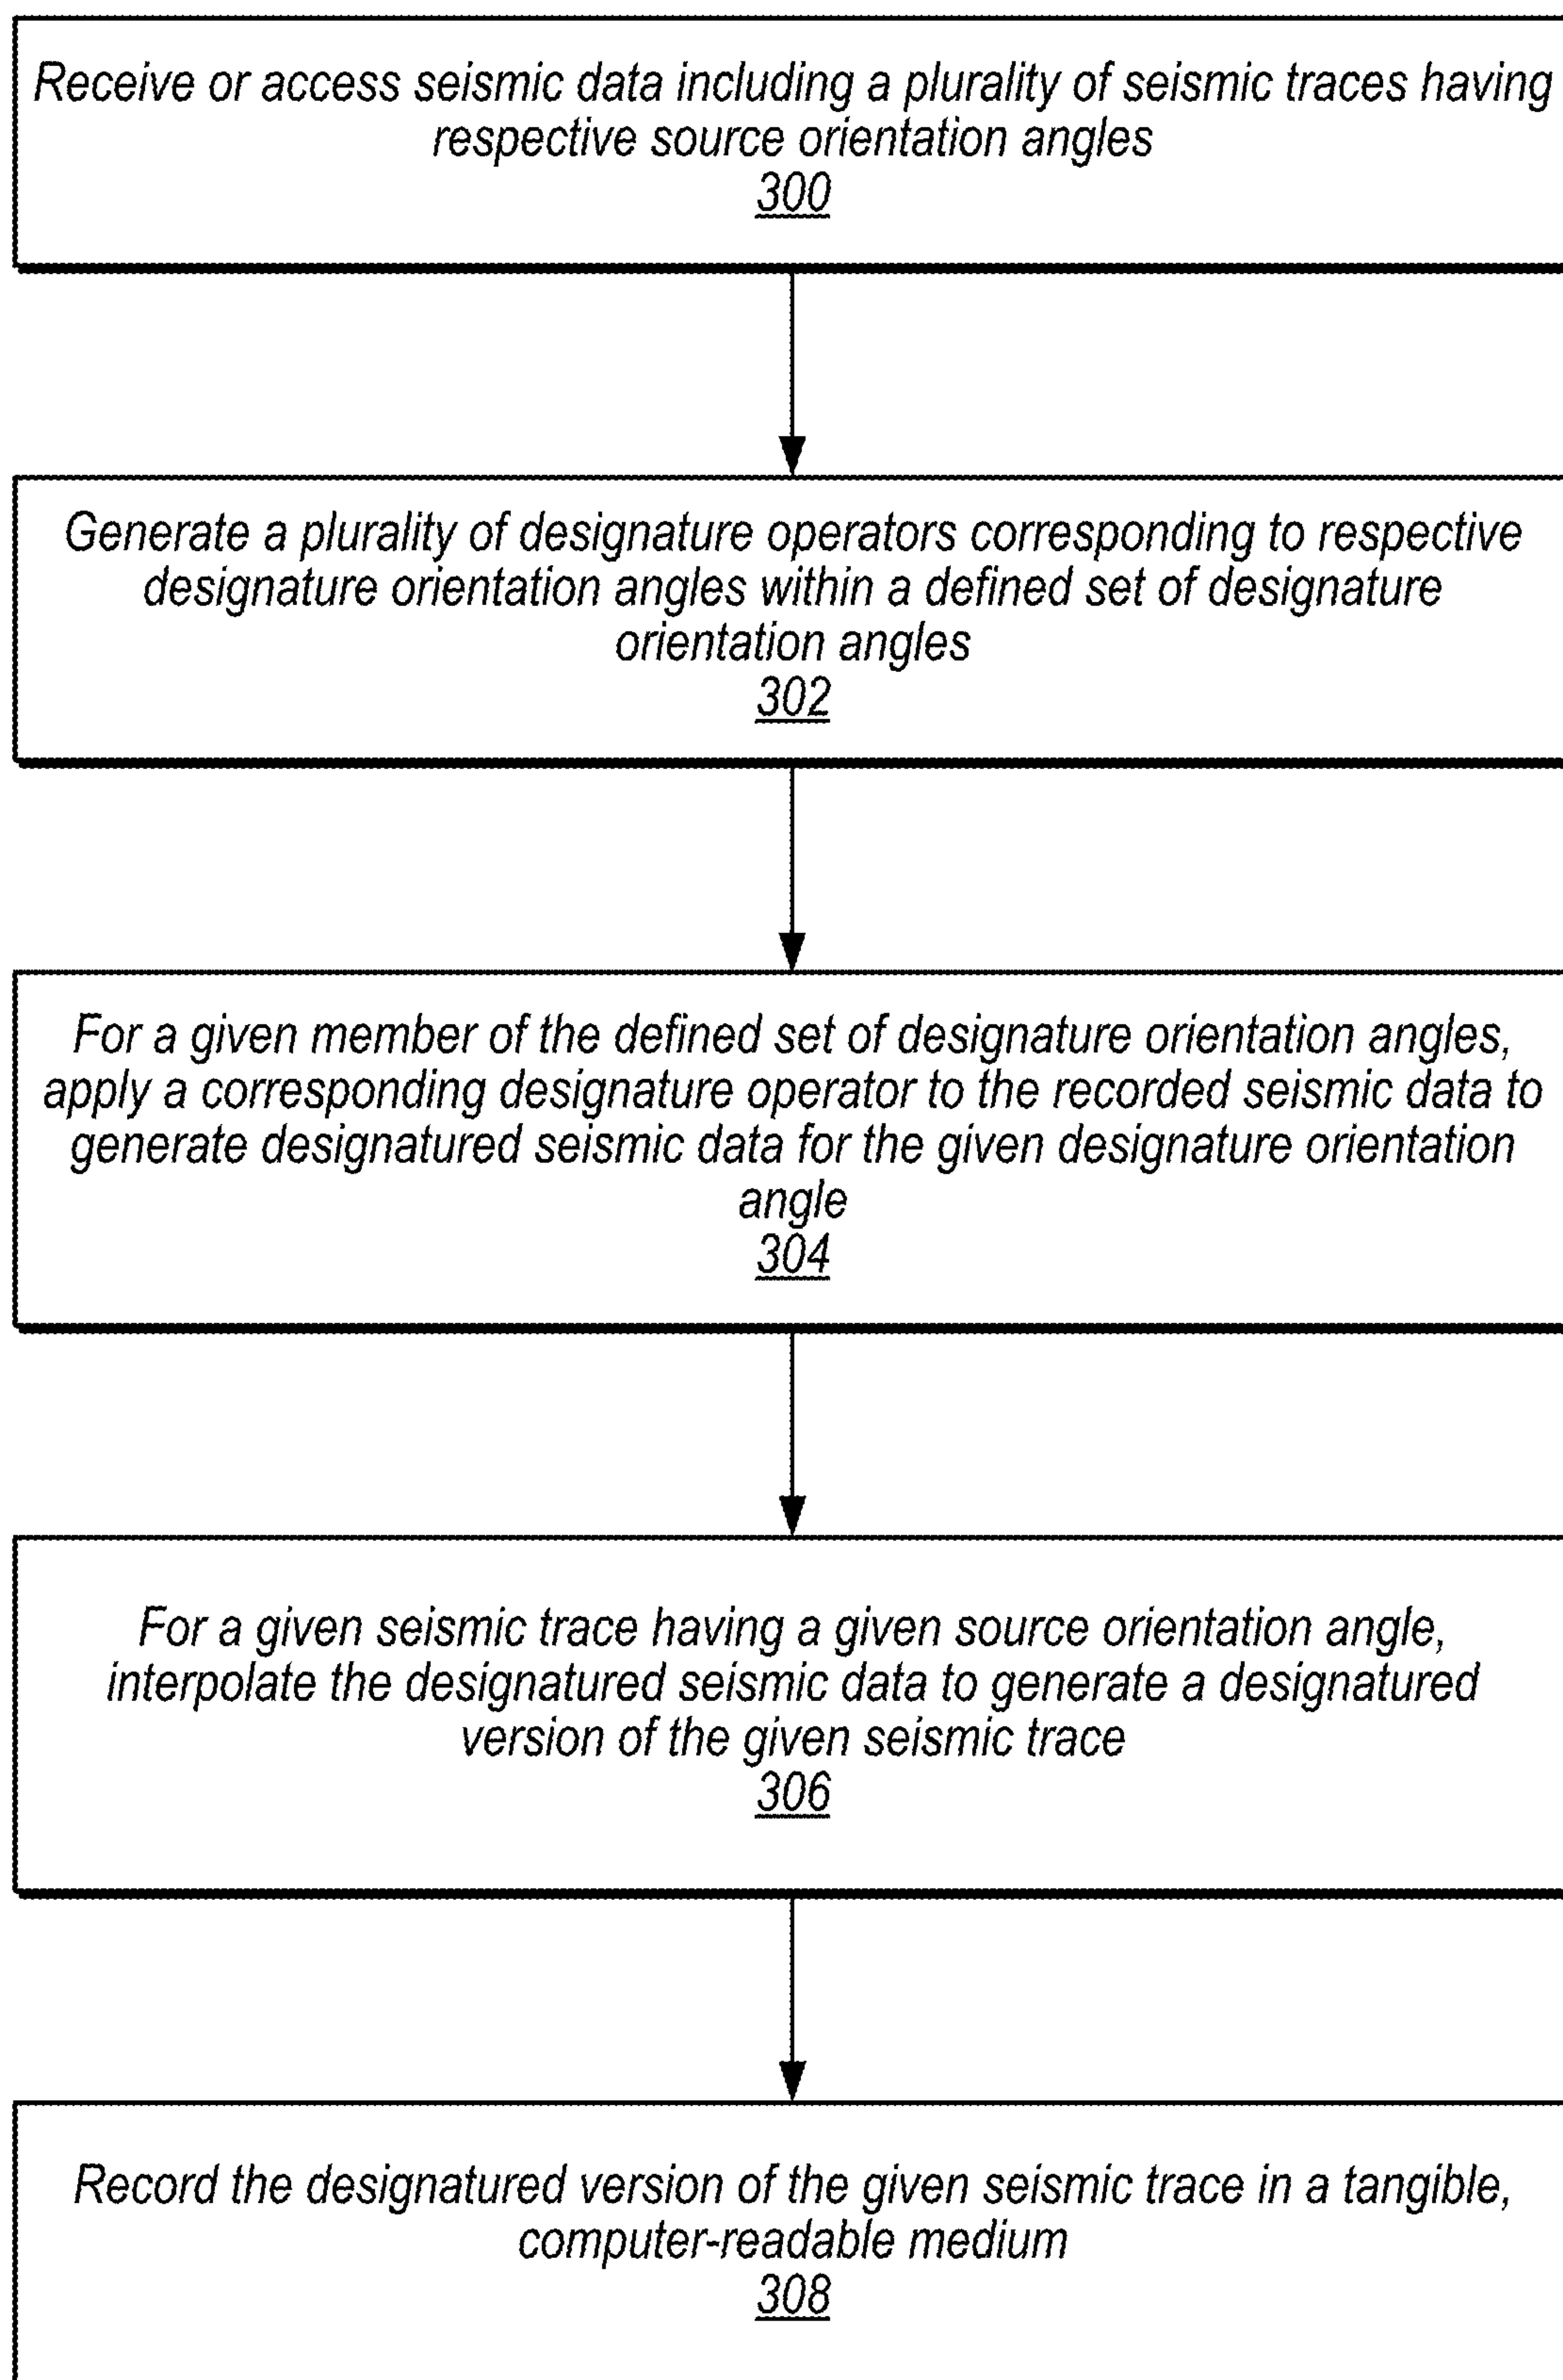 Receive or access seismic data including a plurality of seismic traces having
respective source orientation angles
300
Generate a plurality of designature operators corresponding to respective
designature orientation angles within a defined set of designature
orientation angles
302
For a given member of the defined set of designature orientation angles,
apply a corresponding designature operator to the recorded seismic data to
generate designatured seismic data for the given designature orientation
angle
304
For a given seismic trace having a given source orientation angle,
interpolate the designatured seismic data to generate a designatured
version of the given seismic trace
306
Record the designatured version of the given seismic trace in a tangible,
computer-readable medium
308